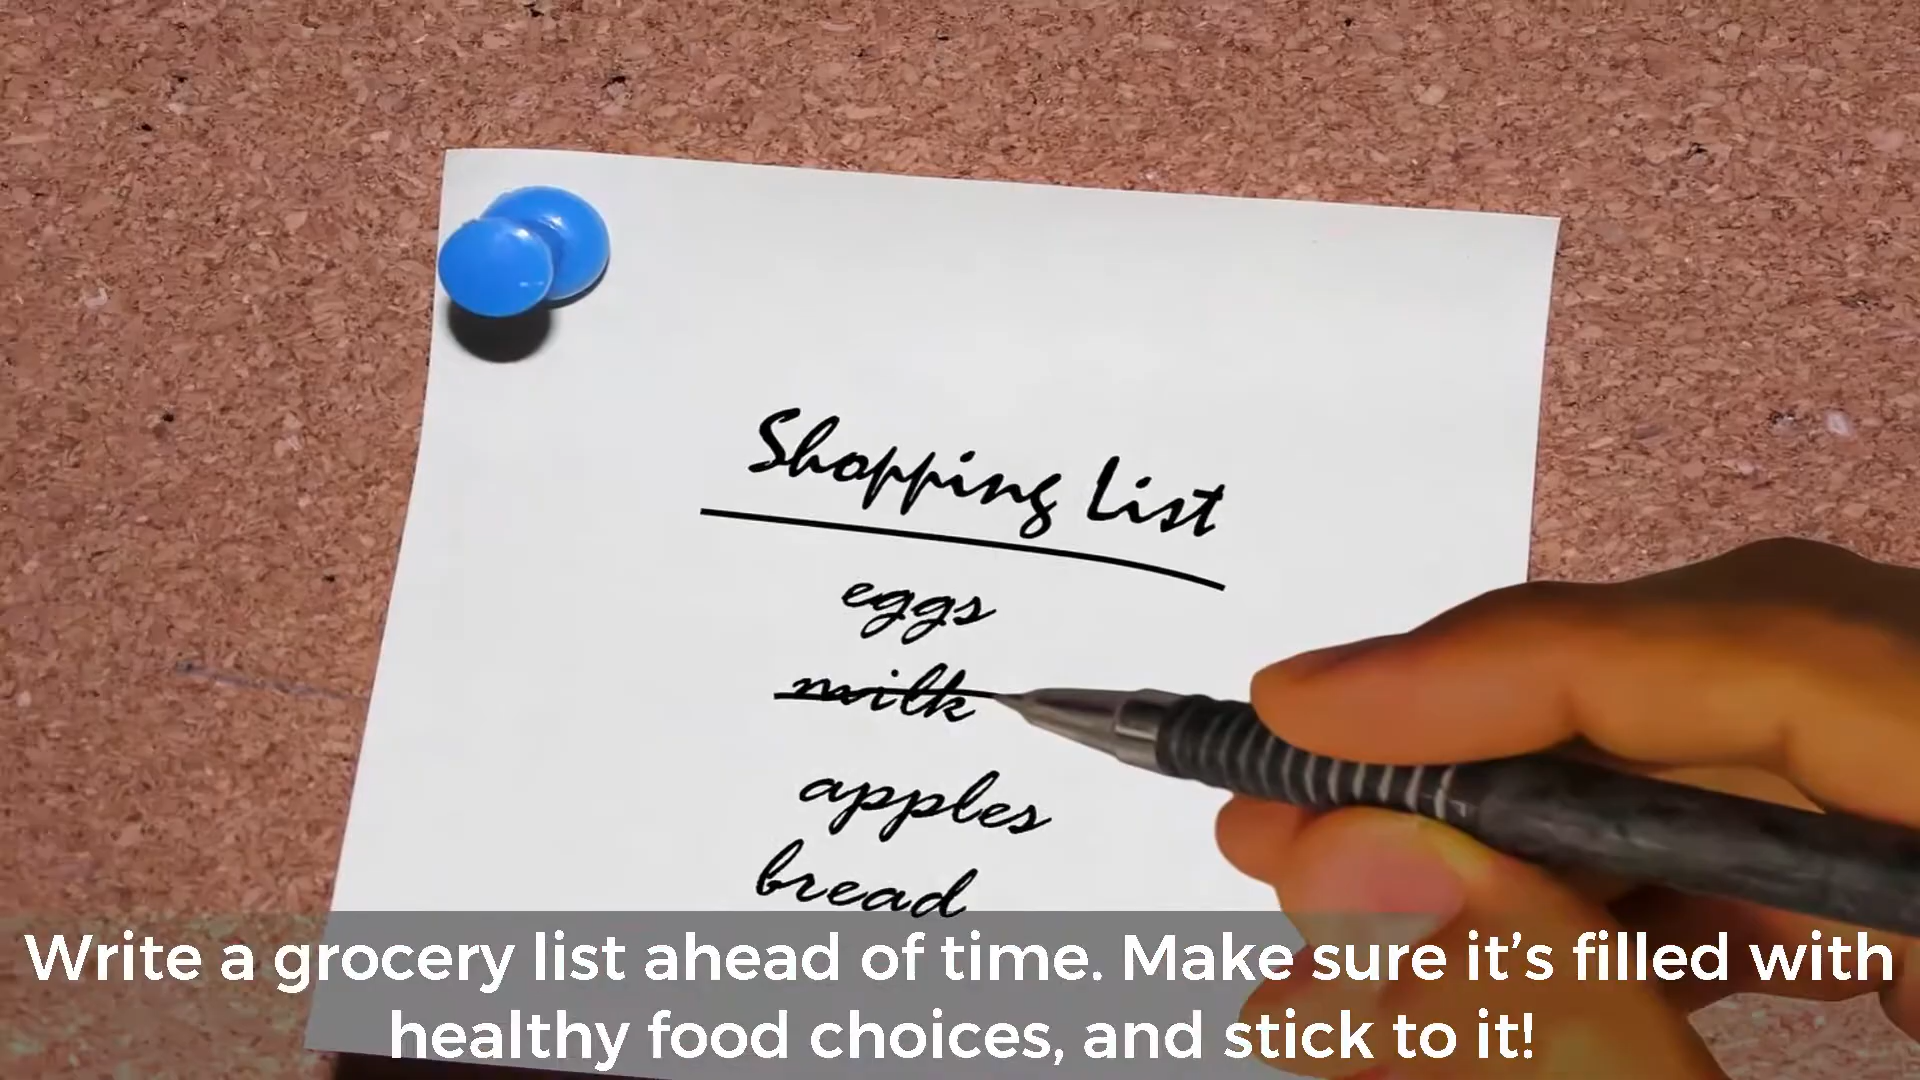 Shopping List
eggs
milk
apples
bread
Write a grocery list ahead of time. Make sure it’s filled with
healthy food choices, and stick to it!